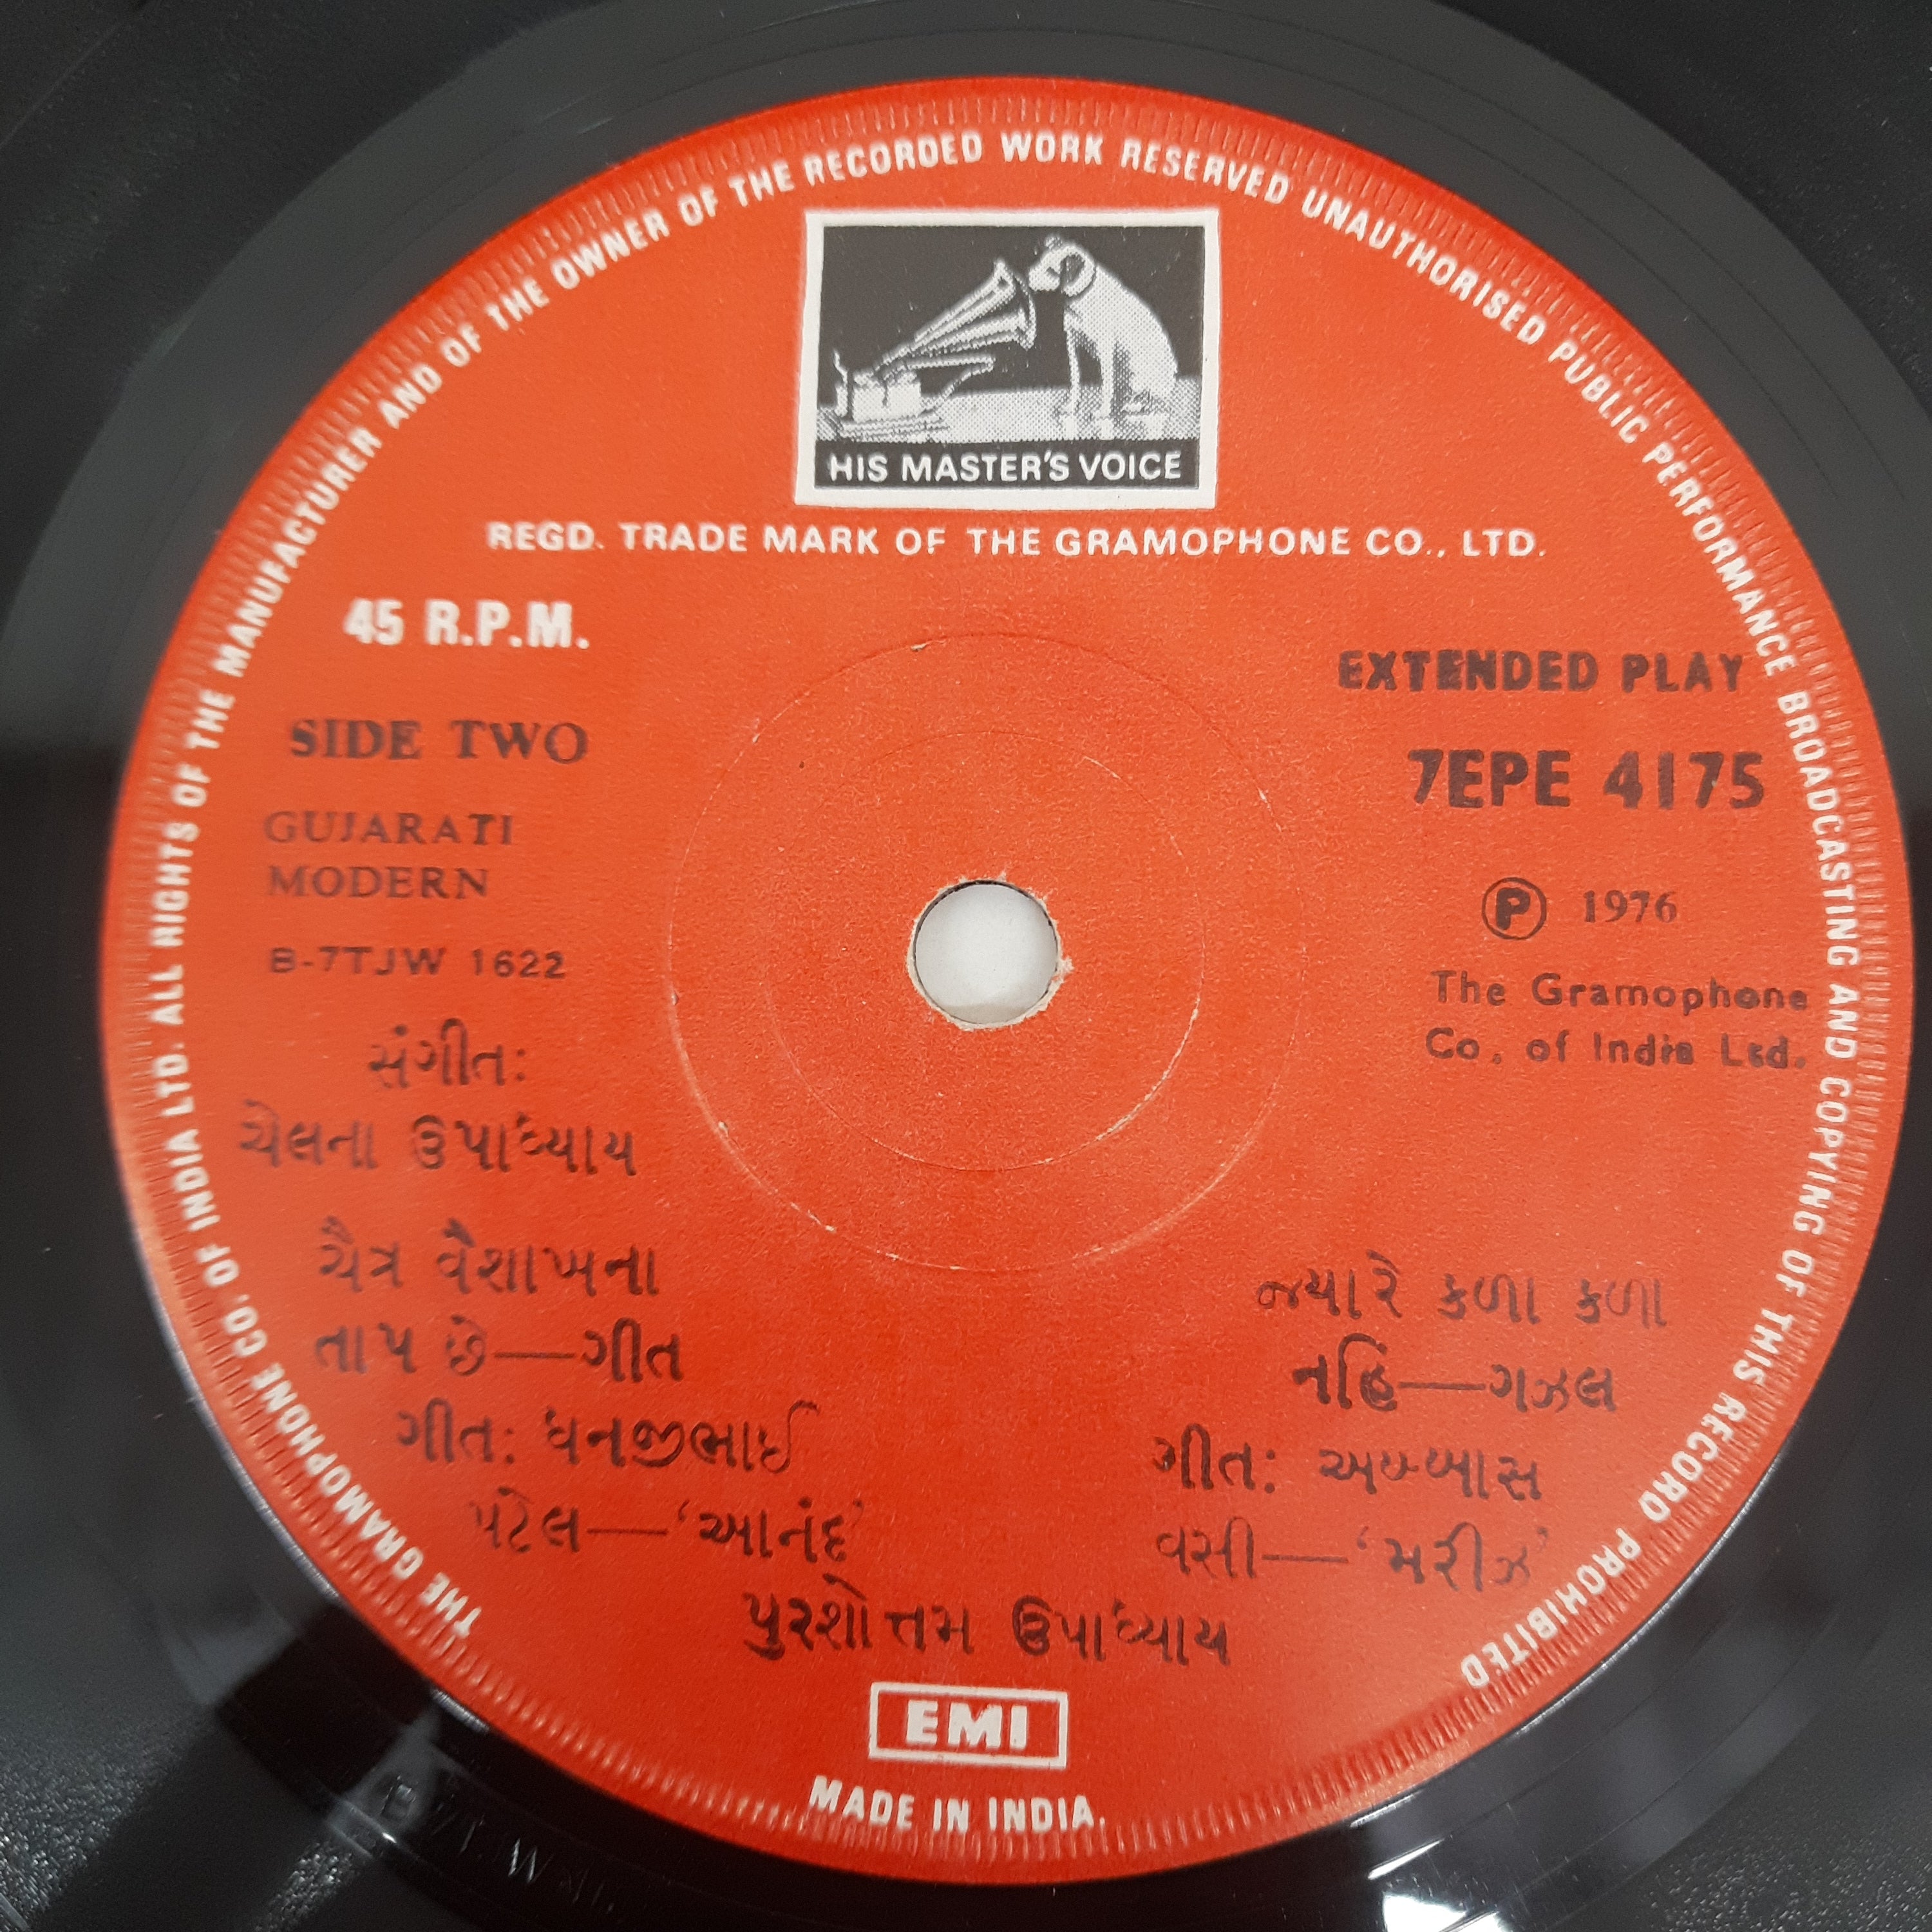 THE GRAMOPHONE CO. OF INDIA LTD. ALL RIGHTS OF THE MANUFACTURER AND OF THE OWNER OF THE RECORDED WORK RESERVED UNAUTHORISED PUBLIC PERFORMANCE BROADCASTING AND COPYING OF THIS RECORD PROHIBITED
HIS MASTER'S VOICE
REGD. TRADE MARK OF THE GRAMOPHONE CO., LTD.
45 R.P.M.
EXTENDED PLAY
SIDE TWO
7EPE 4175
GUJARATI
MODERN
B-7TJW 1622
Ⓟ 1976
The Gramophone
Co. of India Ltd.
સંગીત:
ચેલના ઉપાધ્યાય
ચૈત્ર વૈશાખના
તાપ છે—ગીત
ગીત: ધનજીભાઈ
પટેલ—‘આનંદ’
જ્યારે કળા કળા
નહિ—ગઝલ
ગીત: અબ્બાસ
વસી—‘મરીઝ’
પુરશોત્તમ ઉપાધ્યાય
EMI
MADE IN INDIA.